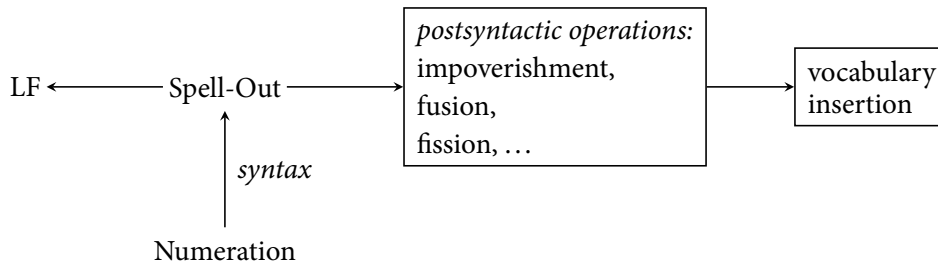 postsyntactic operations:
impoverishment,
fusion,
fission, …
LF
Spell-Out
vocabulary
insertion
syntax
Numeration